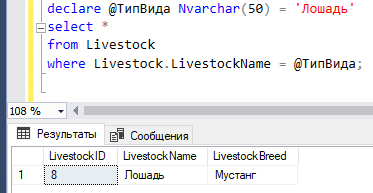 declare @ТипВида Nvarchar(50) = 'Лошадь'
select *
from Livestock
where Livestock.LivestockName = @ТипВида;
108 %
Результаты Сообщения
LivestockID LivestockName LivestockBreed
1 8 Лошадь Мустанг